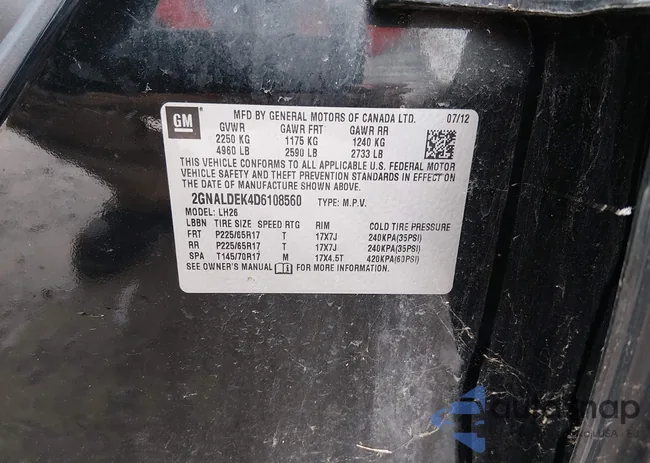 GM
MFD BY GENERAL MOTORS OF CANADA LTD. 07/12
GVWR GAWR FRT GAWR RR
2250 KG 1175 KG 1240 KG
4960 LB 2590 LB 2733 LB
THIS VEHICLE CONFORMS TO ALL APPLICABLE U.S. FEDERAL MOTOR
VEHICLE SAFETY AND THEFT PREVENTION STANDARDS IN EFFECT ON
THE DATE OF MANUFACTURE SHOWN ABOVE.
2GNALDEK4D6108560 TYPE: M.P.V.
MODEL: LH26
LBBN TIRE SIZE SPEED RTG RIM COLD TIRE PRESSURE
FRT P225/65R17 T 17X7J 240KPA(35PSI)
RR P225/65R17 T 17X7J 240KPA(35PSI)
SPA T145/70R17 M 17X4.5T 420KPA(60PSI)
SEE OWNER'S MANUAL i FOR MORE INFORMATION.